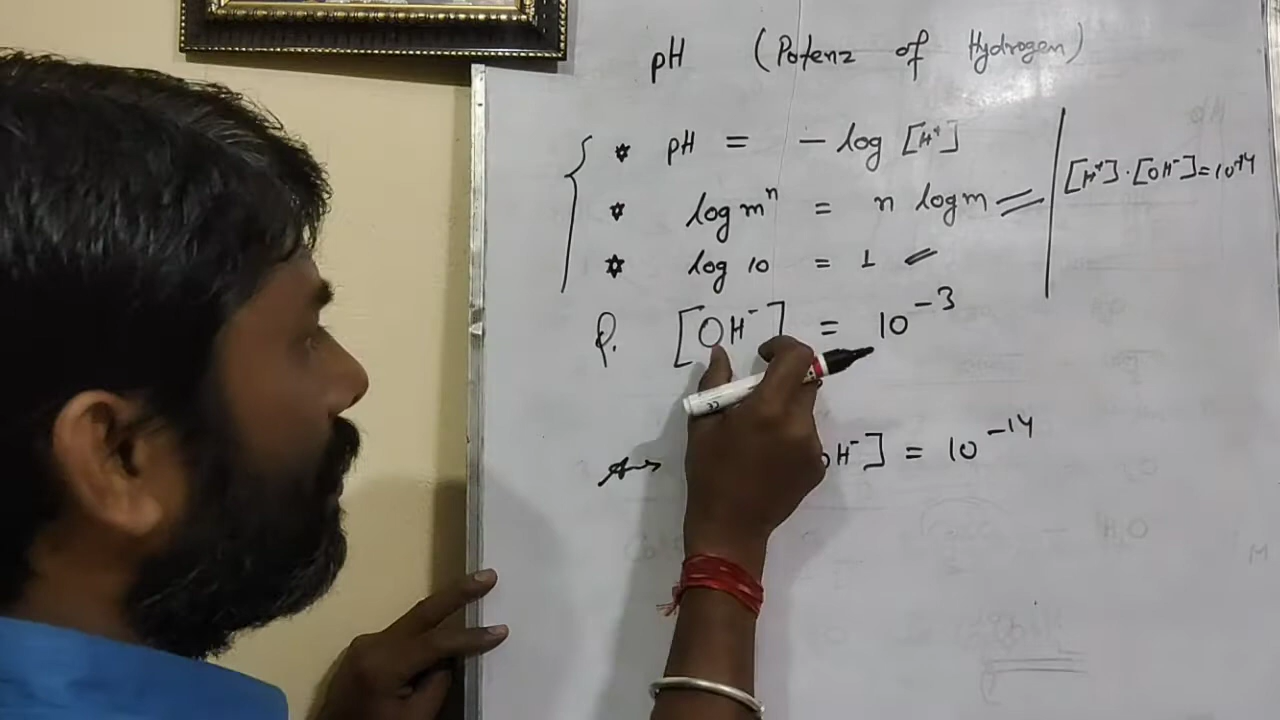 pH (Potenz of Hydrogen)
* pH = - log [H⁺]
* log mⁿ = n log m
* log 10 = 1
[H⁺]·[OH⁻]=10⁻¹⁴
Q. [OH⁻] = 10⁻³
OH⁻] = 10⁻¹⁴